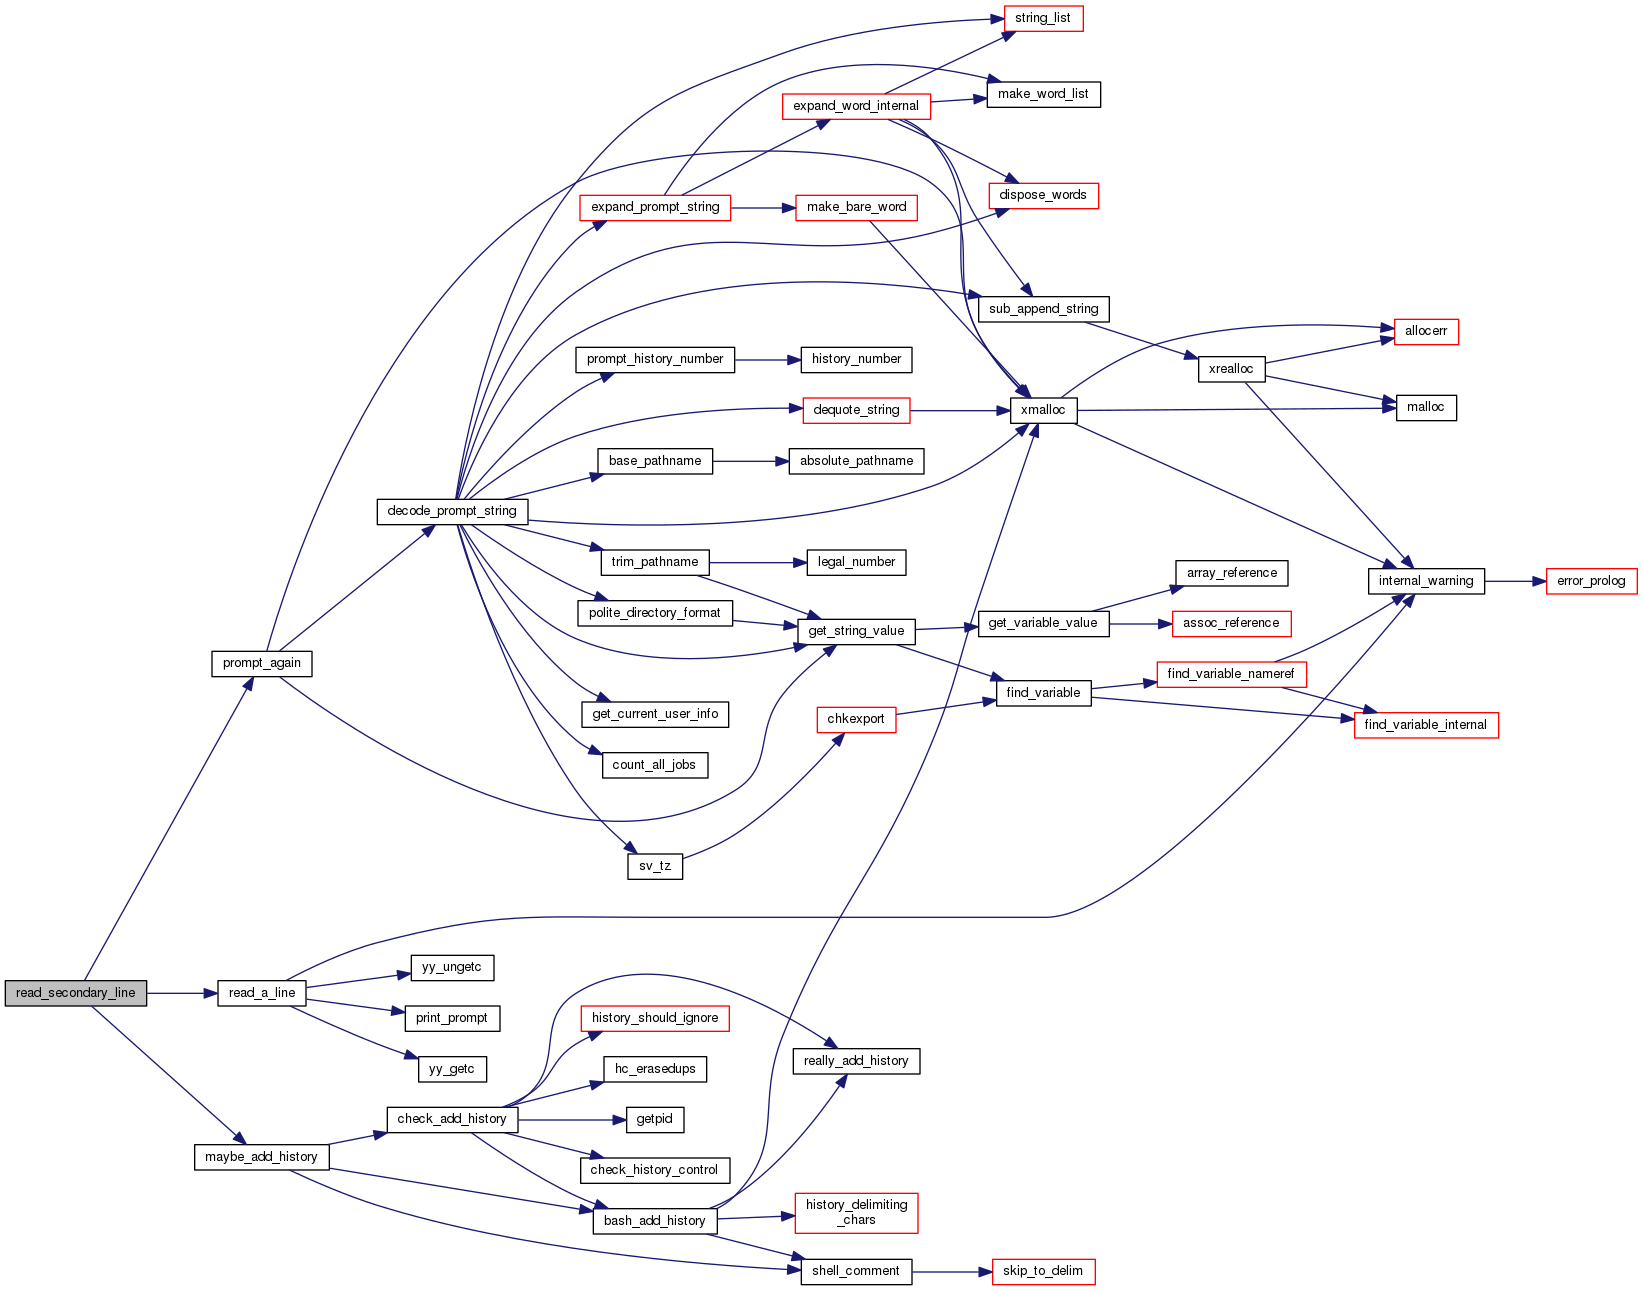 string_list
make_word_list
expand_word_internal
dispose_words
expand_prompt_string
make_bare_word
sub_append_string
allocerr
prompt_history_number
history_number
xrealloc
dequote_string
xmalloc
malloc
base_pathname
absolute_pathname
decode_prompt_string
trim_pathname
legal_number
array_reference
internal_warning
error_prolog
polite_directory_format
get_string_value
get_variable_value
assoc_reference
prompt_again
find_variable_nameref
find_variable
get_current_user_info
chkexport
find_variable_internal
count_all_jobs
sv_tz
yy_ungetc
read_secondary_line
read_a_line
print_prompt
history_should_ignore
yy_getc
hc_erasedups
really_add_history
check_add_history
getpid
maybe_add_history
check_history_control
history_delimiting
_chars
bash_add_history
shell_comment
skip_to_delim